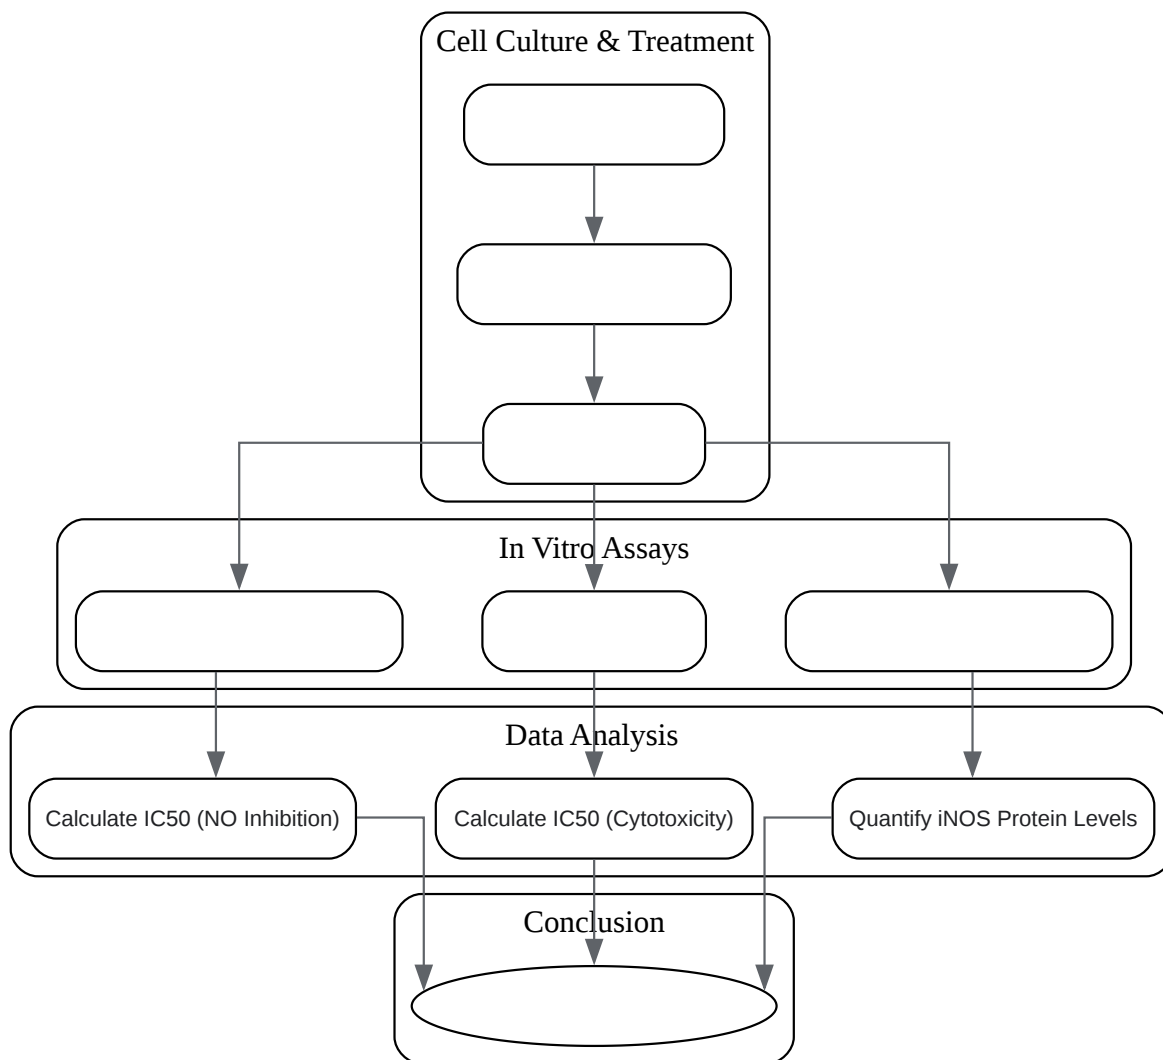 Cell Culture & Treatment
In Vitro Assays
Data Analysis
Calculate IC50 (NO Inhibition)
Calculate IC50 (Cytotoxicity)
Quantify iNOS Protein Levels
Conclusion